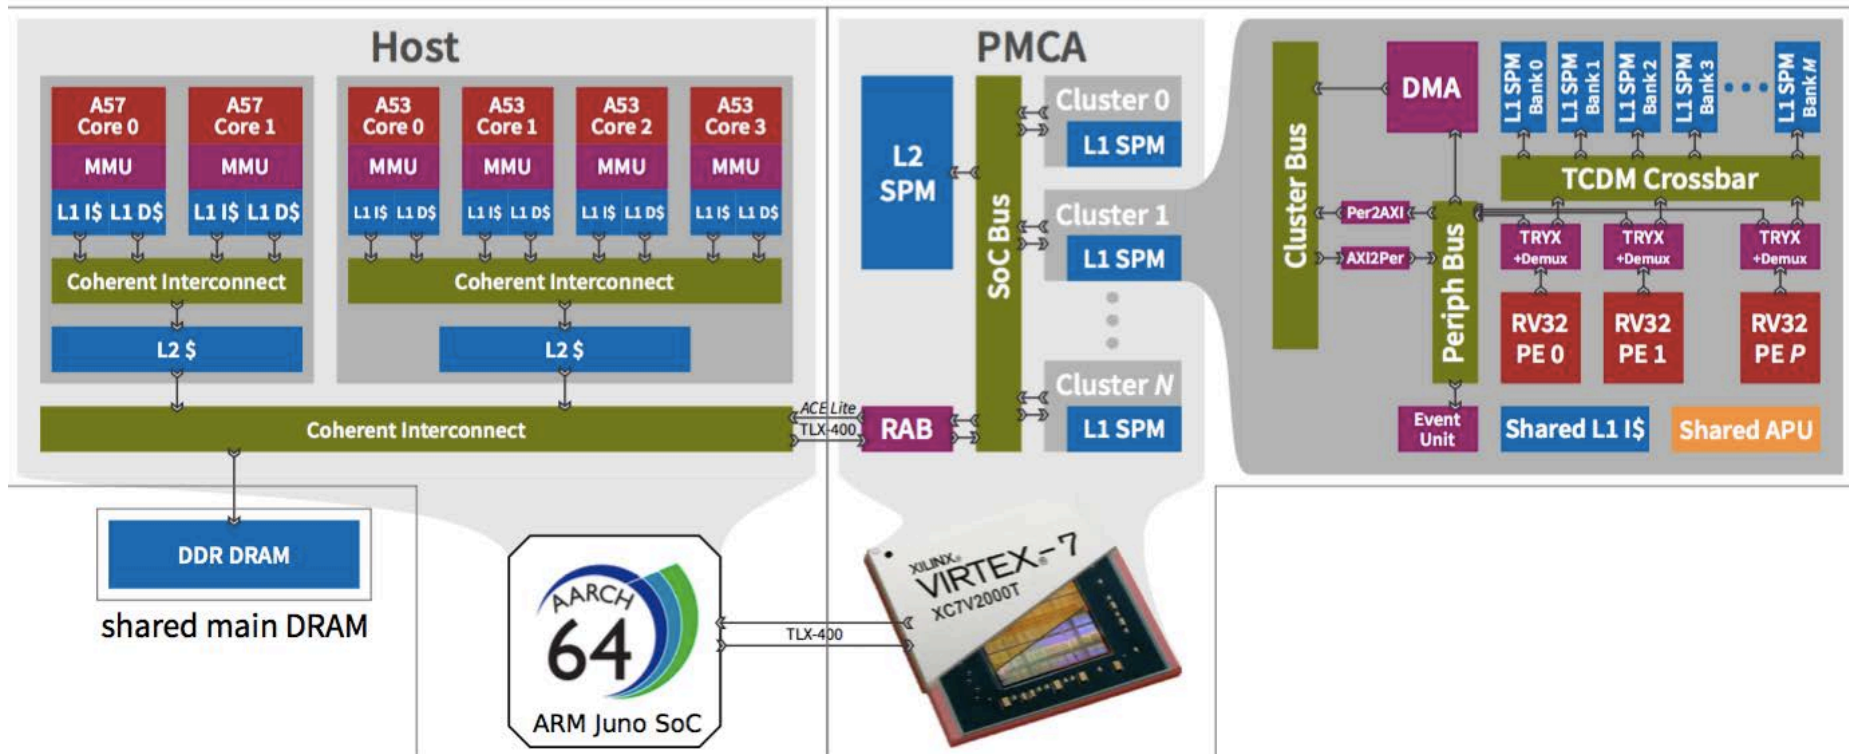 Host
A57
Core 0
A57
Core 1
A53
Core 0
A53
Core 1
A53
Core 2
A53
Core 3
MMU
MMU
MMU
MMU
MMU
MMU
L1 I$ L1 D$
L1 I$ L1 D$
L1 I$ L1 D$
L1 I$ L1 D$
L1 I$ L1 D$
L1 I$ L1 D$
Coherent Interconnect
Coherent Interconnect
L2 $
L2 $
Coherent Interconnect
ACE Lite
TLX-400
DDR DRAM
shared main DRAM
PMCA
L2
SPM
RAB
SoC Bus
Cluster 0
L1 SPM
Cluster 1
L1 SPM
Cluster N
L1 SPM
Cluster Bus
DMA
Per2AXI
AXI2Per
Periph Bus
Event
Unit
L1 SPM
Bank 0
L1 SPM
Bank 1
L1 SPM
Bank 2
L1 SPM
Bank 3
L1 SPM
Bank M
TCDM Crossbar
TRYX
+Demux
TRYX
+Demux
TRYX
+Demux
RV32
PE 0
RV32
PE 1
RV32
PE P
Shared L1 I$
Shared APU
AARCH
64
ARM Juno SoC
TLX-400
XILINX®
VIRTEX®-7
XC7V2000T